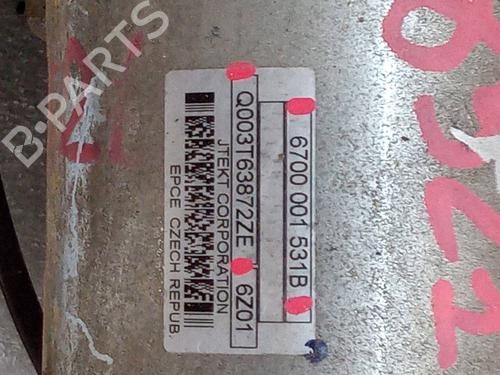 B-PARTS
6700 001 531B
Q003T63872ZE 6Z01
JTEKT CORPORATION
EPCE CZECH REPUB.